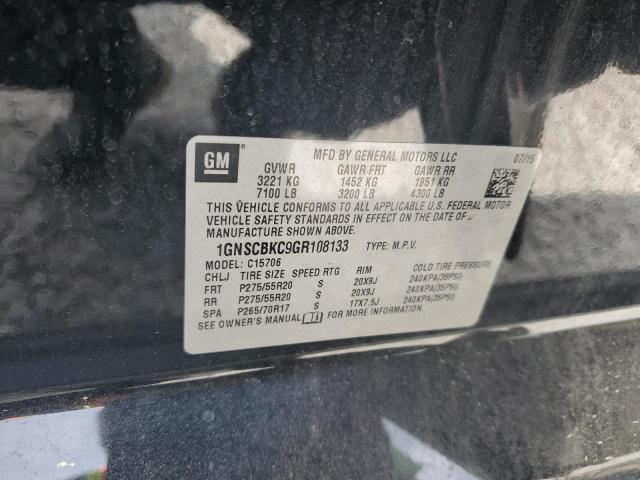 GM
MFD BY GENERAL MOTORS LLC 07/15
GVWR GAWR FRT GAWR RR
3221 KG 1452 KG 1951 KG
7100 LB 3200 LB 4300 LB
THIS VEHICLE CONFORMS TO ALL APPLICABLE U.S. FEDERAL MOTOR
VEHICLE SAFETY STANDARDS IN EFFECT ON THE DATE OF
MANUFACTURE SHOWN ABOVE.
1GNSCBKC9GR108133 TYPE: M.P.V.
MODEL: C15706
CHLJ TIRE SIZE SPEED RTG RIM COLD TIRE PRESSURE
FRT P275/55R20 S 20X9J 240KPA(35PSI)
RR P275/55R20 S 20X9J 240KPA(35PSI)
SPA P265/70R17 S 17X7.5J 240KPA(35PSI)
SEE OWNER'S MANUAL FOR MORE INFORMATION.